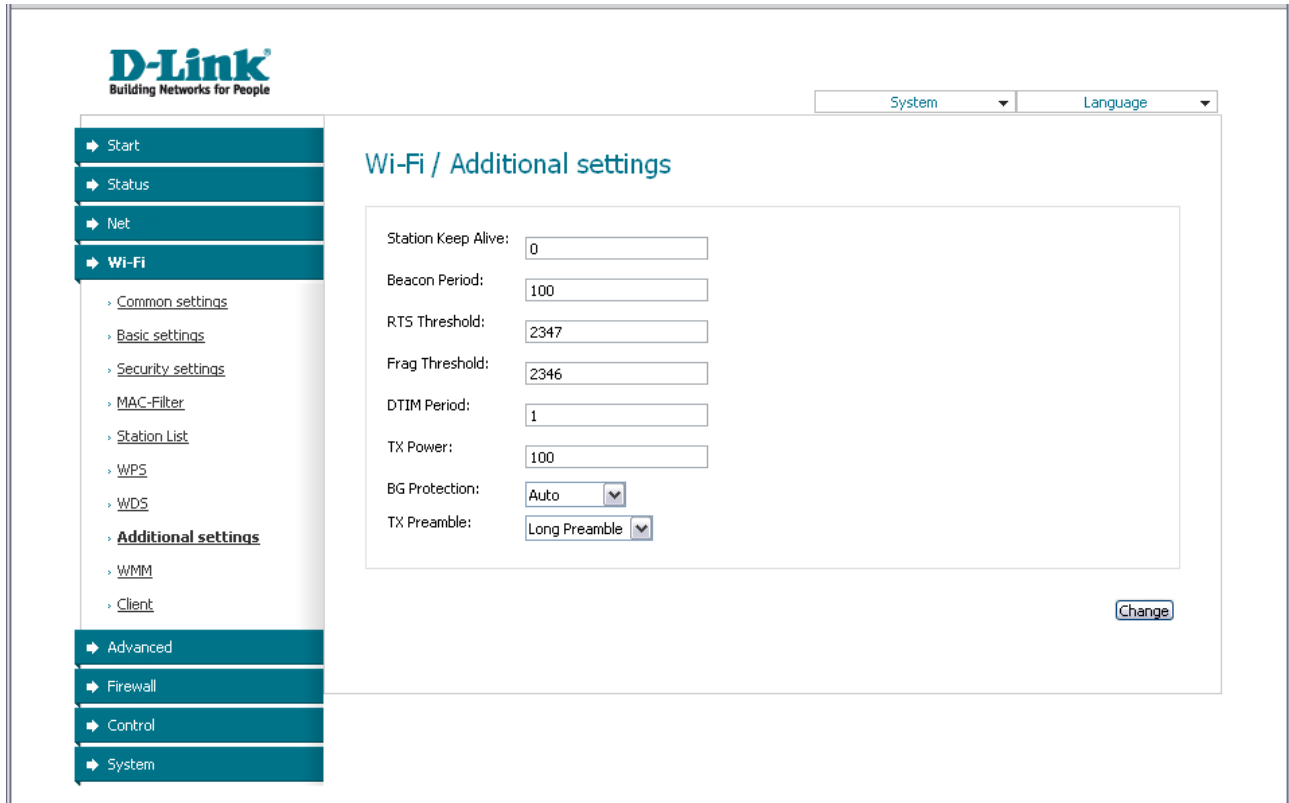 D-Link
Building Networks for People
System
Language
Start
Status
Net
Wi-Fi
Common settings
Basic settings
Security settings
MAC-Filter
Station List
WPS
WDS
Additional settings
WMM
Client
Advanced
Firewall
Control
System
Wi-Fi / Additional settings
Station Keep Alive: 0
Beacon Period: 100
RTS Threshold: 2347
Frag Threshold: 2346
DTIM Period: 1
TX Power: 100
BG Protection: Auto
TX Preamble: Long Preamble
Change